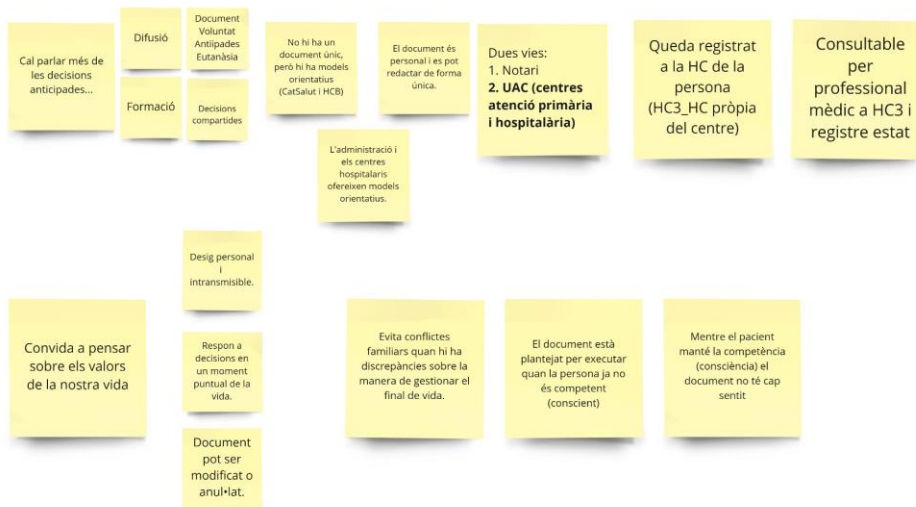 Cal parlar més de
les decisions
anticipades...
Difusió
Document
Voluntat
Antiipades
Eutanàsia
Formació
Decisions
compartides
No hi ha un
document únic,
però hi ha models
orientatius
(CatSalut i HCB)
El document és
personal i es pot
redactar de forma
única.
L'administració i
els centres
hospitalaris
ofereixen models
orientatius.
Dues vies:
1. Notari
2. UAC (centres
atenció primària
i hospitalària)
Queda registrat
a la HC de la
persona
(HC3_HC pròpia
del centre)
Consultable
per
professional
mèdic a HC3 i
registre estat
Convida a pensar
sobre els valors
de la nostra vida
Desig personal
i
intransmisible.
Respon a
decisions en
un moment
puntual de la
vida.
Document
pot ser
modificat o
anul•lat.
Evita conflictes
familiars quan hi ha
discrepàncies sobre la
manera de gestionar el
final de vida.
El document està
plantejat per executar
quan la persona ja no
és competent
(conscient)
Mentre el pacient
manté la competència
(consciència) el
document no té cap
sentit